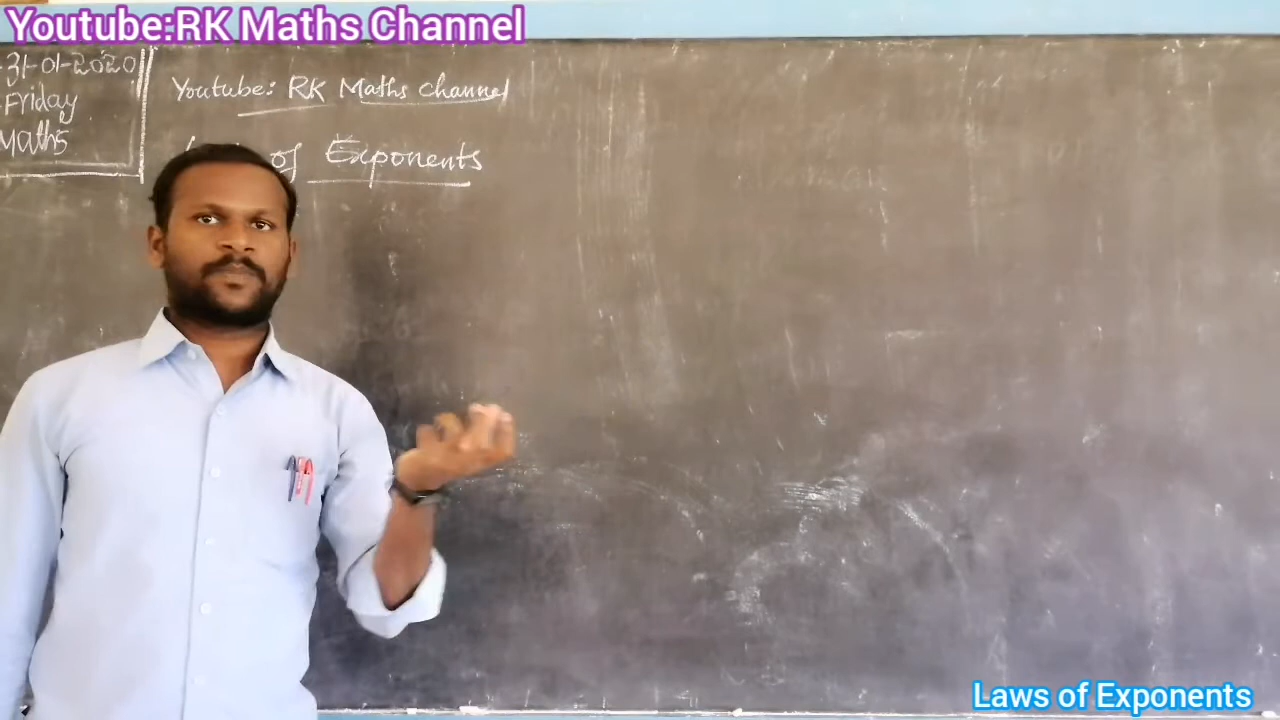 Youtube:RK Maths Channel
31-01-2020
Friday
Maths
Youtube: RK Maths channel
of Exponents
Laws of Exponents